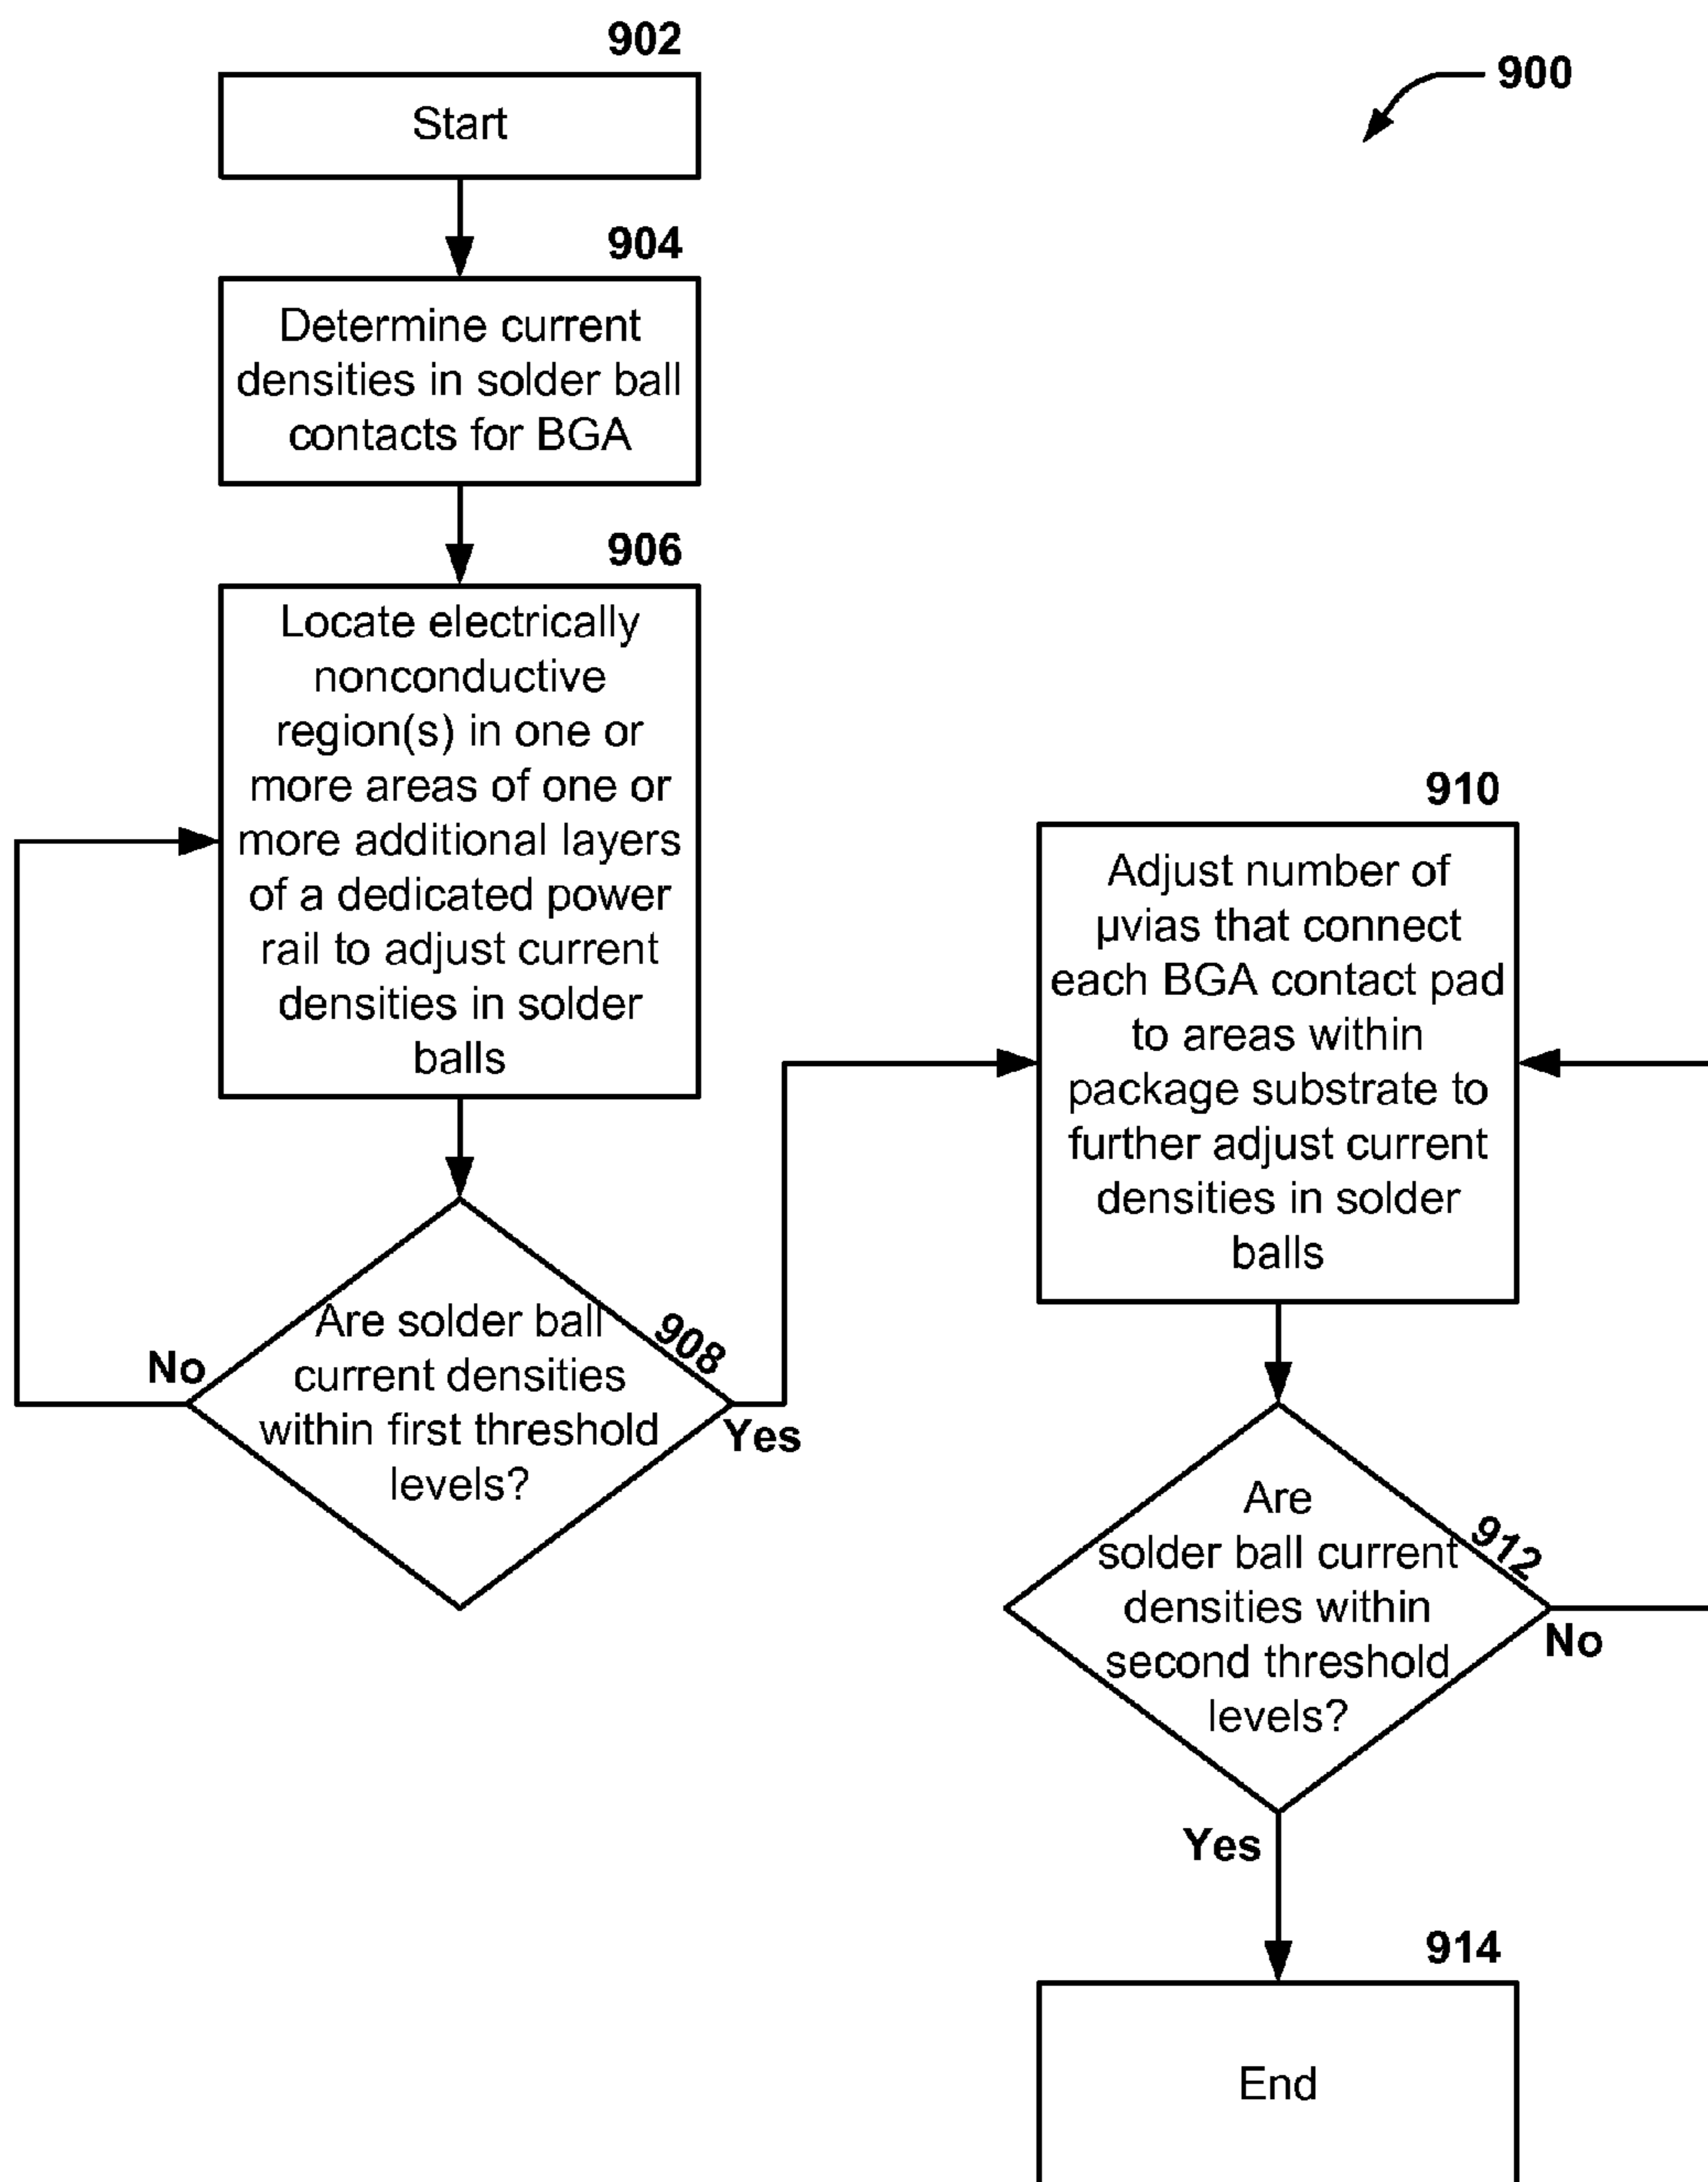 902
900
Start
904
Determine current
densities in solder ball
contacts for BGA
906
Locate electrically
nonconductive
region(s) in one or
more areas of one or
more additional layers
of a dedicated power
rail to adjust current
densities in solder
balls
908
Are solder ball
current densities
within first threshold
levels?
No
Yes
910
Adjust number of
µvias that connect
each BGA contact pad
to areas within
package substrate to
further adjust current
densities in solder
balls
912
Are
solder ball current
densities within
second threshold
levels?
No
Yes
914
End